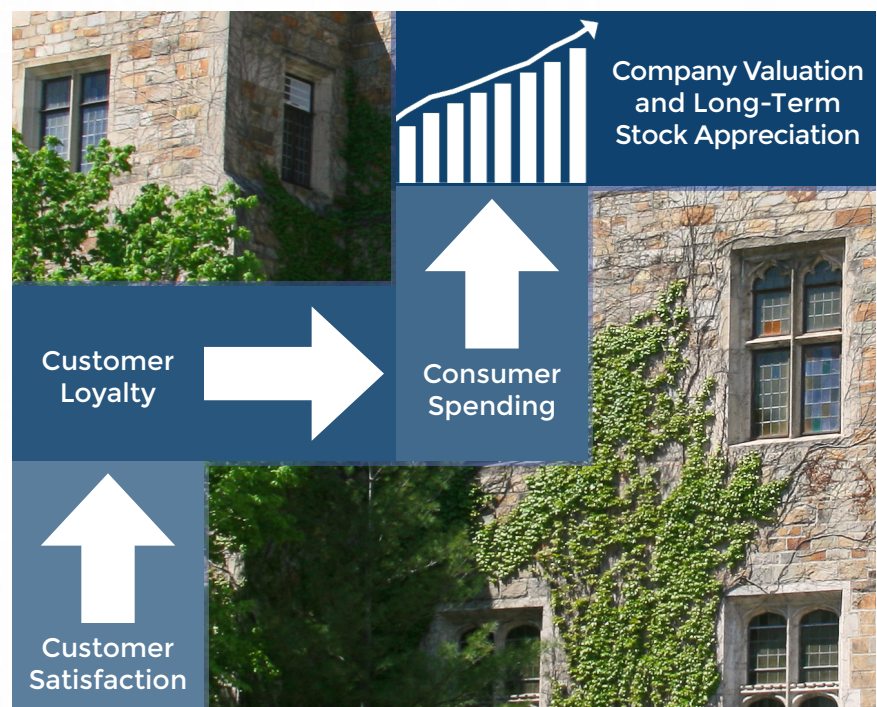 Company Valuation
and Long-Term
Stock Appreciation
Customer
Loyalty
Consumer
Spending
Customer
Satisfaction